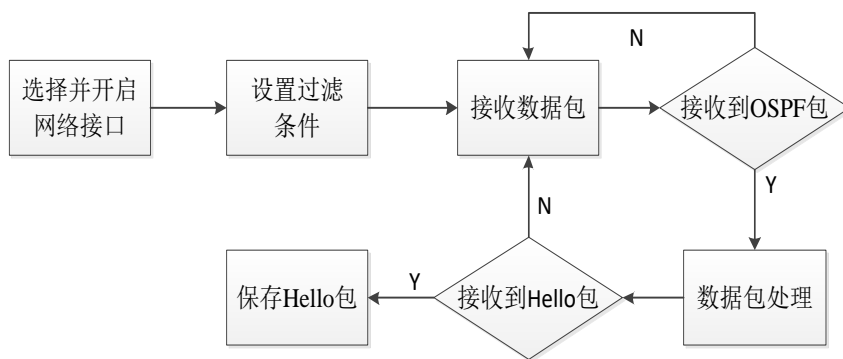 N
选择并开启
网络接口
设置过滤
条件
接收数据包
接收到OSPF包
Y
N
保存Hello包
Y
接收到Hello包
数据包处理